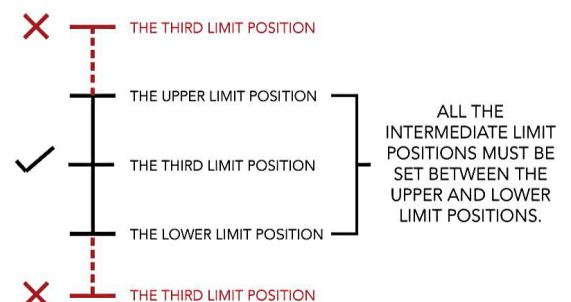 THE THIRD LIMIT POSITION
THE UPPER LIMIT POSITION
THE THIRD LIMIT POSITION
THE LOWER LIMIT POSITION
THE THIRD LIMIT POSITION
ALL THE
INTERMEDIATE LIMIT
POSITIONS MUST BE
SET BETWEEN THE
UPPER AND LOWER
LIMIT POSITIONS.